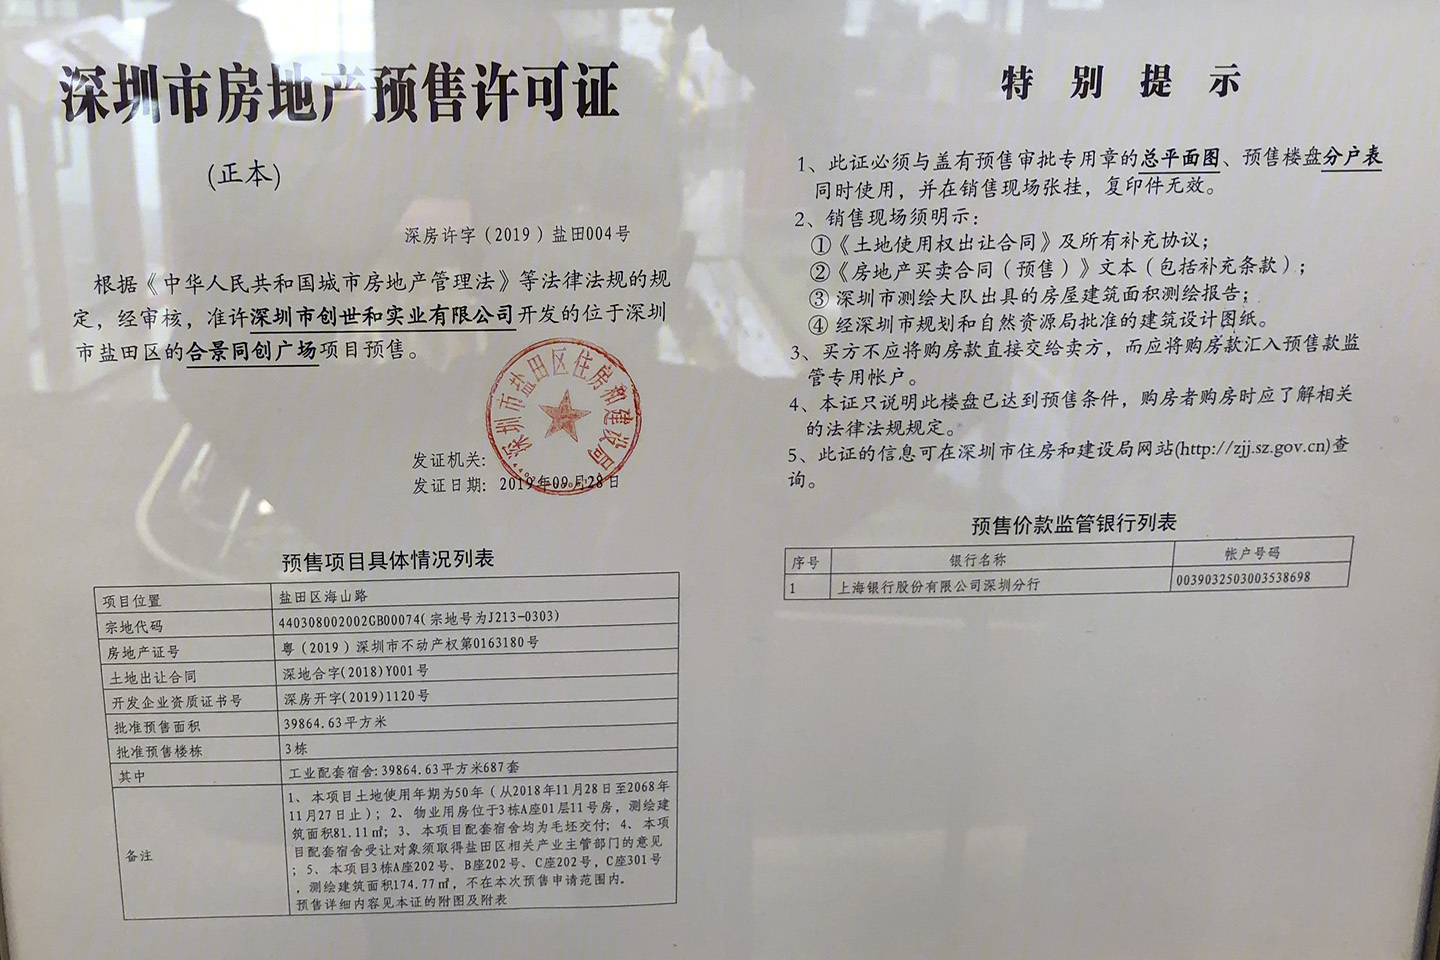 深圳市房地产预售许可证
(正本)
深房许字（2019）盐田004号
根据《中华人民共和国城市房地产管理法》等法律法规的规
定，经审核，准许深圳市创世和实业有限公司开发的位于深圳
市盐田区的合景同创广场项目预售。
深圳市盐田区住房和建设局
发证机关:
发证日期: 2019年09月28日
预售项目具体情况列表
项目位置 盐田区海山路
宗地代码 440308002002GB00074(宗地号为J213-0303)
房地产证号 粤（2019）深圳市不动产权第0163180号
土地出让合同 深地合字(2018)Y001号
开发企业资质证书号 深房开字(2019)1120号
批准预售面积 39864.63平方米
批准预售楼栋 3栋
其中 工业配套宿舍:39864.63平方米687套
备注
1、本项目土地使用年期为50年（从2018年11月28日至2068年
11月27日止）；2、物业用房位于3栋A座01层11号房，测绘建
筑面积81.11㎡；3、本项目配套宿舍均为毛坯交付；4、本项
目配套宿舍受让对象须取得盐田区相关产业主管部门的意见
；5、本项目3栋A座202号、B座202号、C座202号，C座301号
，测绘建筑面积174.77㎡，不在本次预售申请范围内。
预售详细内容见本证的附图及附表
特别提示
1、此证必须与盖有预售审批专用章的总平面图、预售楼盘分户表
同时使用，并在销售现场张挂，复印件无效。
2、销售现场须明示：
①《土地使用权出让合同》及所有补充协议；
②《房地产买卖合同（预售）》文本（包括补充条款）；
③ 深圳市测绘大队出具的房屋建筑面积测绘报告；
④ 经深圳市规划和自然资源局批准的建筑设计图纸。
3、买方不应将购房款直接交给卖方，而应将购房款汇入预售款监
管专用帐户。
4、本证只说明此楼盘已达到预售条件，购房者购房时应了解相关
的法律法规规定。
5、此证的信息可在深圳市住房和建设局网站(http://zjj.sz.gov.cn)查
询。
预售价款监管银行列表
序号 银行名称 帐户号码
1 上海银行股份有限公司深圳分行 0039032503003538698